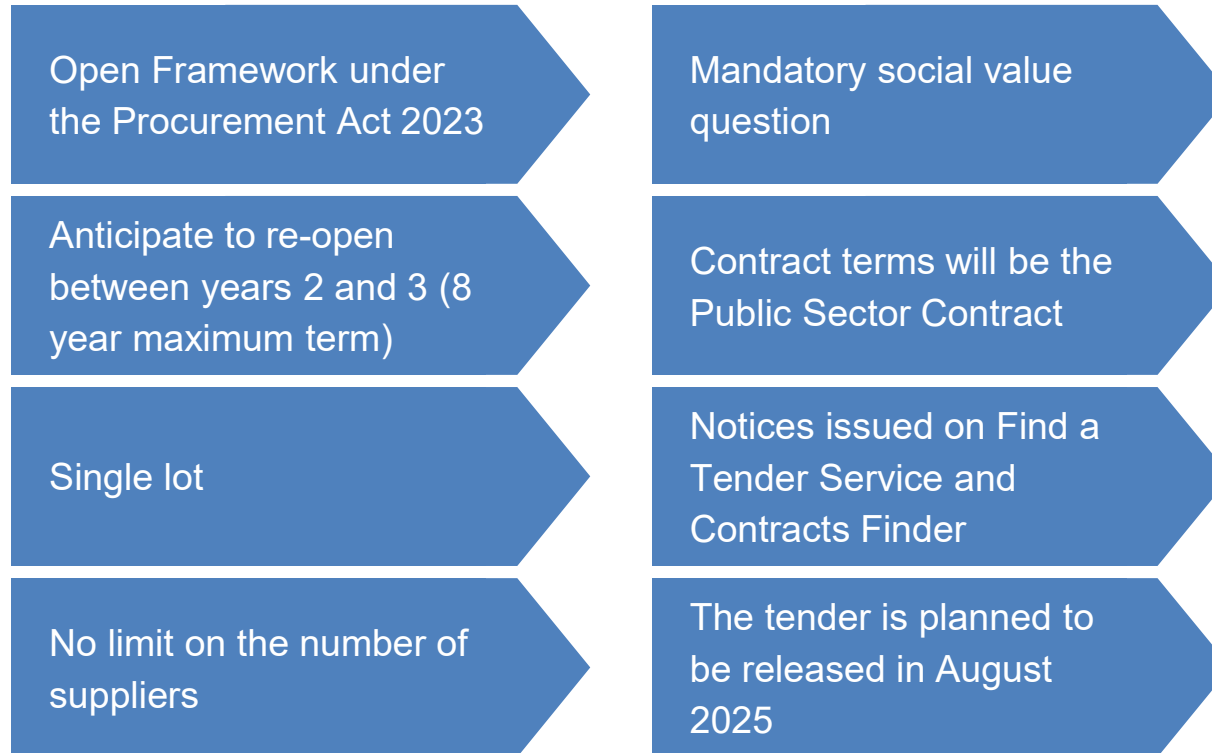 Open Framework under
the Procurement Act 2023
Anticipate to re-open
between years 2 and 3 (8
year maximum term)
Single lot
No limit on the number of
suppliers
Mandatory social value
question
Contract terms will be the
Public Sector Contract
Notices issued on Find a
Tender Service and
Contracts Finder
The tender is planned to
be released in August
2025